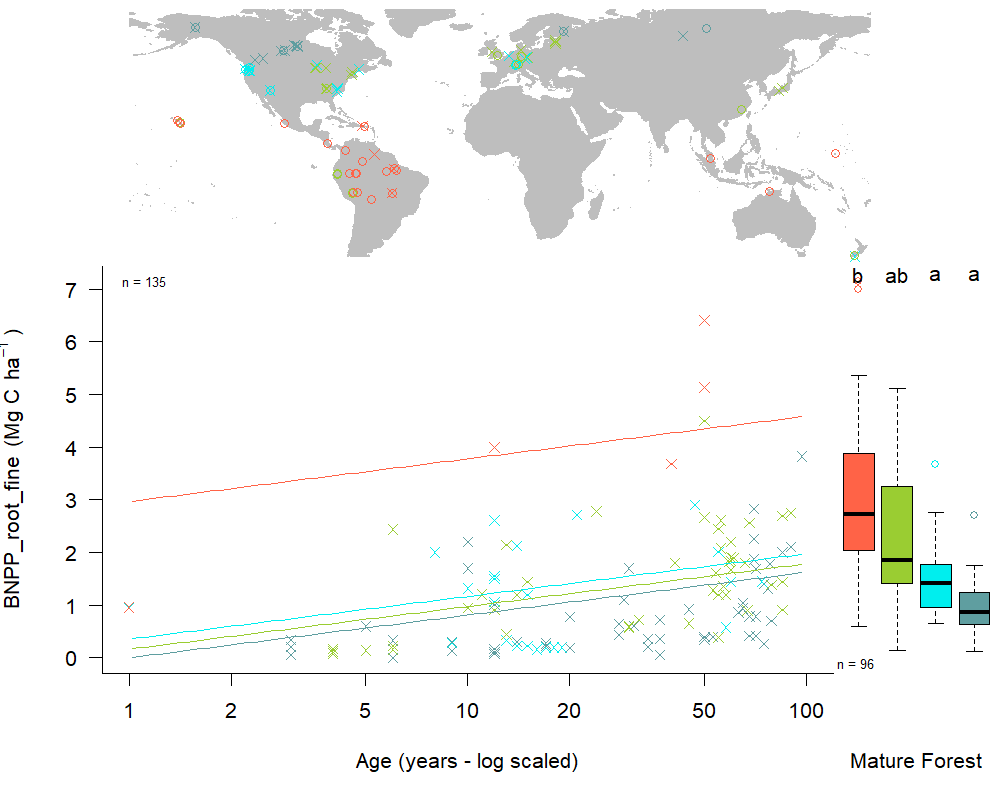 n = 135
b ab a a
7
6
5
4
3
2
1
0
BNPP_root_fine (Mg C ha⁻¹ )
n = 96
1 2 5 10 20 50 100
Age (years - log scaled)
Mature Forest